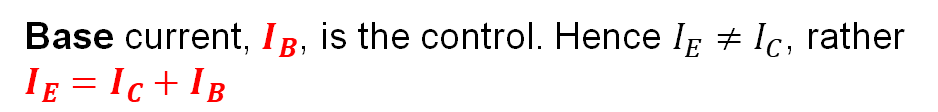 Base current, I_B, is the control. Hence I_E ≠ I_C, rather
I_E = I_C + I_B